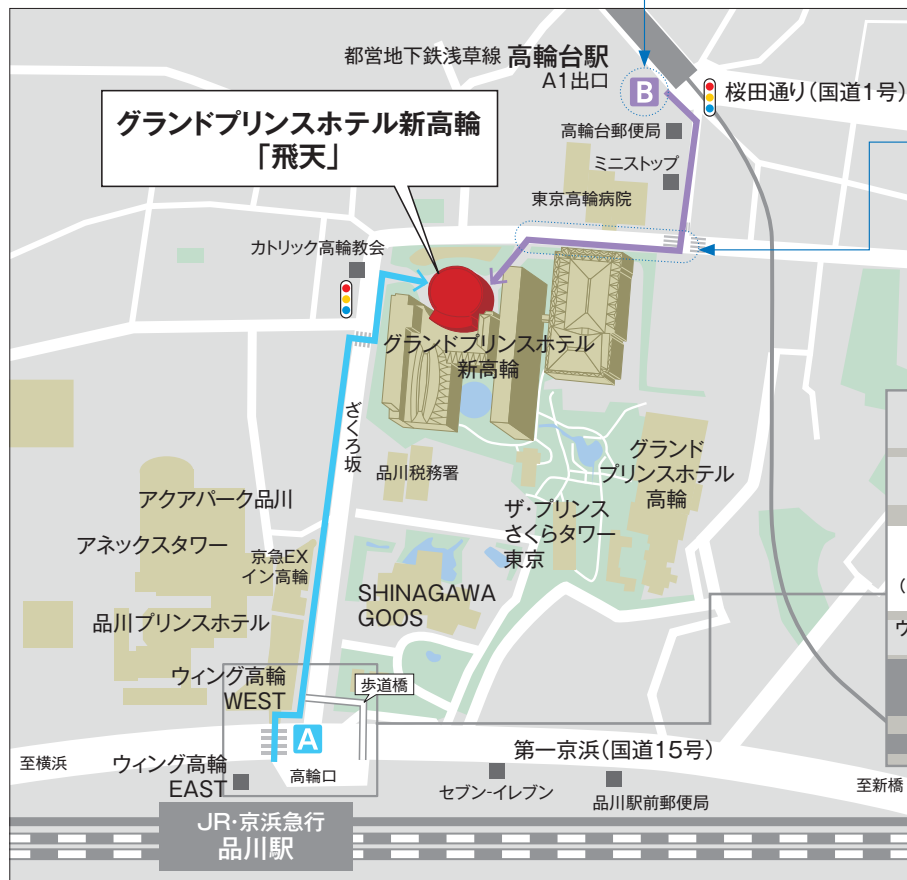 都営地下鉄浅草線 高輪台駅
A1出口
B
桜田通り(国道1号)
グランドプリンスホテル新高輪
「飛天」
高輪台郵便局
ミニストップ
東京高輪病院
カトリック高輪教会
グランドプリンスホテル
新高輪
ざくろ坂
品川税務署
グランド
プリンスホテル
高輪
アクアパーク品川
ザ・プリンス
さくらタワー
東京
アネックスタワー
京急EX
イン高輪
SHINAGAWA
GOOS
品川プリンスホテル
(
ウ
ウィング高輪
WEST
歩道橋
A
第一京浜(国道15号)
至横浜
ウィング高輪
EAST
高輪口
セブン-イレブン
品川駅前郵便局
至新橋
JR・京浜急行
品川駅